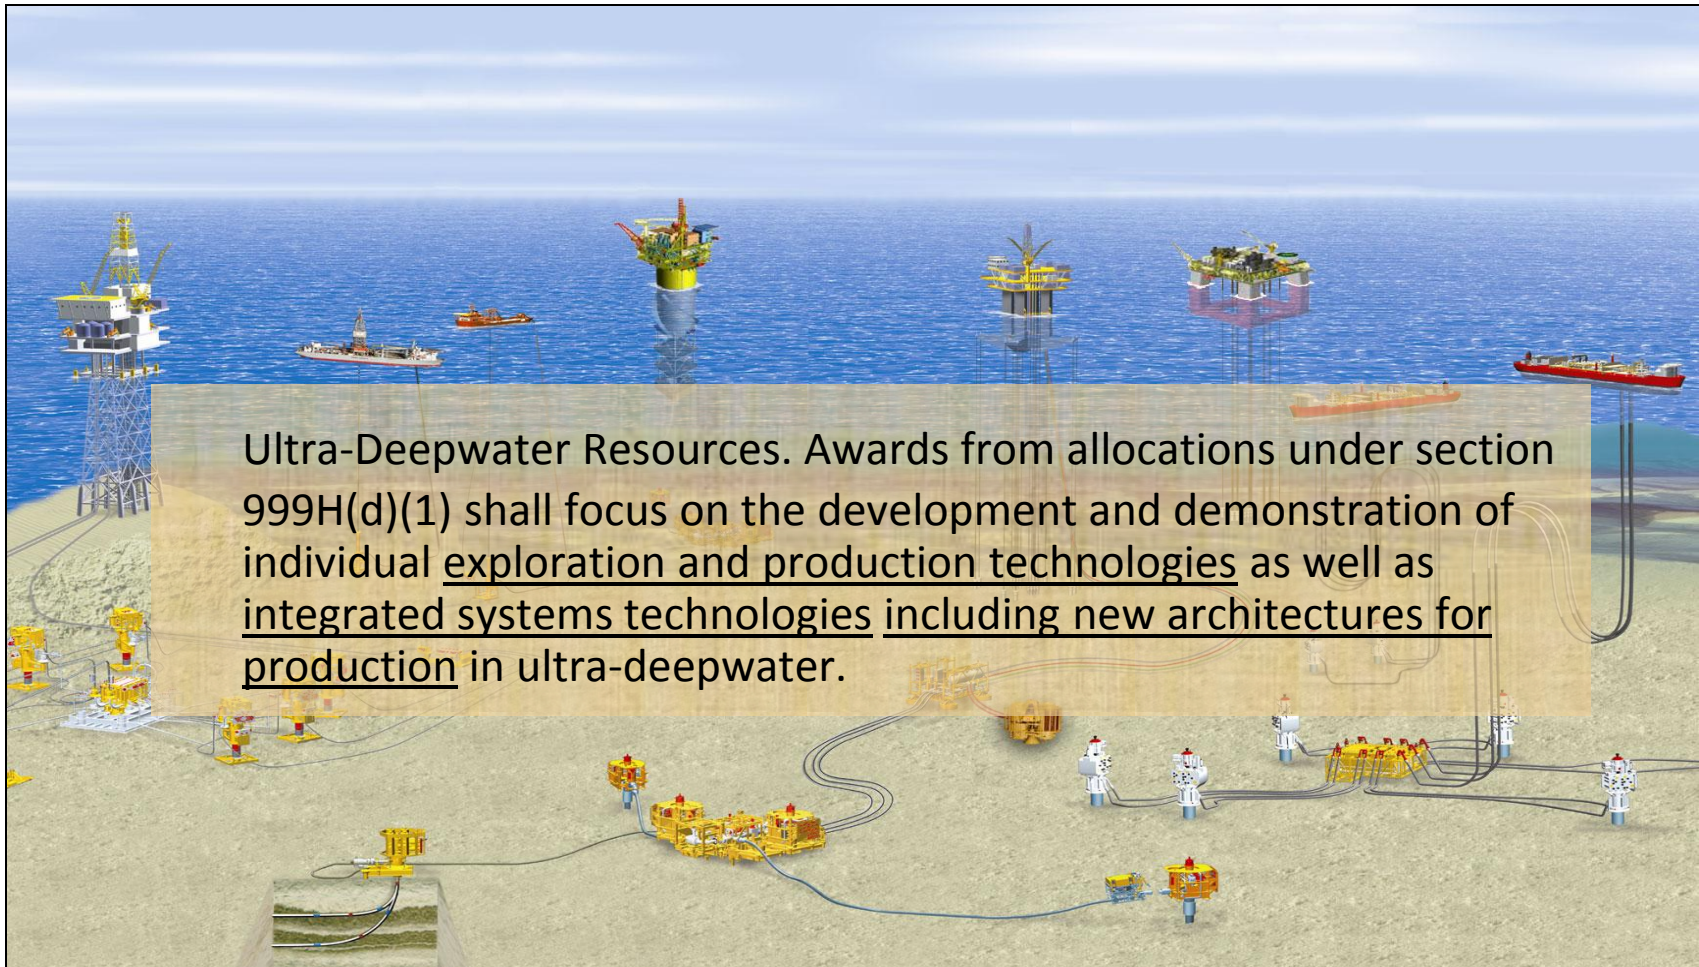 Ultra-Deepwater Resources. Awards from allocations under section
999H(d)(1) shall focus on the development and demonstration of
individual exploration and production technologies as well as
integrated systems technologies including new architectures for
production in ultra-deepwater.